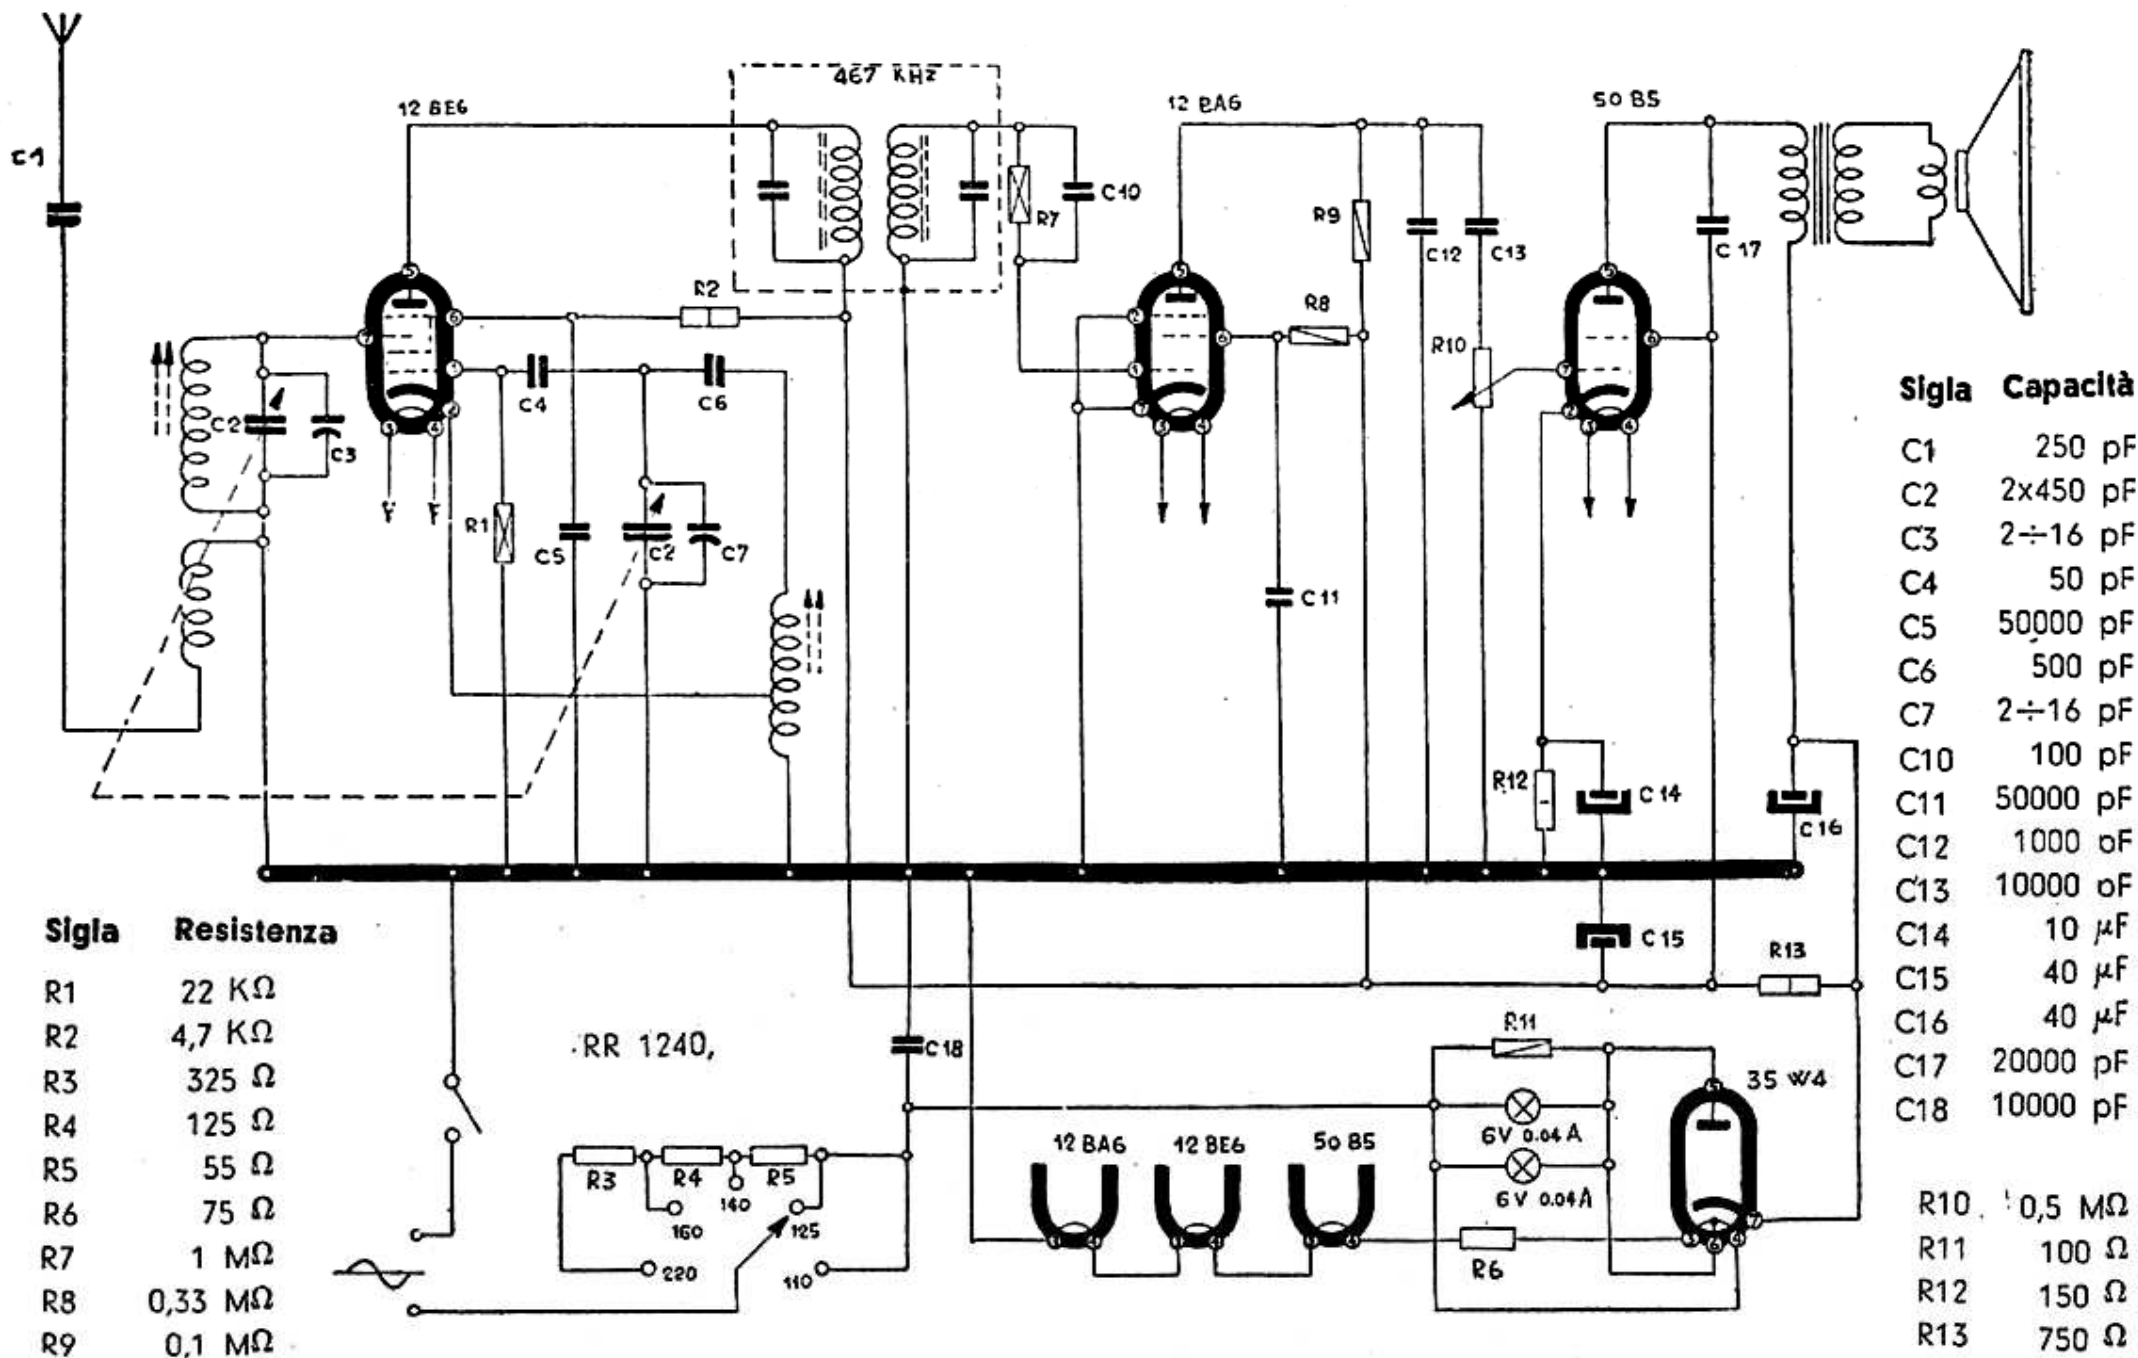 467 KHz
12 BE6
12 BA6
50 B5
C1
C10
R7
R9
C12
C13
C17
R2
R8
R10
C2
C3
C4
C6
R1
C5
C2
C7
C11
R12
C14
C16
C15
R13
RR 1240,
C18
R11
35 W4
6V 0.04A
6V 0.04A
12 BA6
12 BE6
50 B5
R3
R4
R5
160
140
125
220
110
R6
Sigla Capacità
C1 250 pF
C2 2x450 pF
C3 2÷16 pF
C4 50 pF
C5 50000 pF
C6 500 pF
C7 2÷16 pF
C10 100 pF
C11 50000 pF
C12 1000 pF
C13 10000 pF
C14 10 µF
C15 40 µF
C16 40 µF
C17 20000 pF
C18 10000 pF
Sigla Resistenza
R1 22 KΩ
R2 4,7 KΩ
R3 325 Ω
R4 125 Ω
R5 55 Ω
R6 75 Ω
R7 1 MΩ
R8 0,33 MΩ
R9 0,1 MΩ
R10 0,5 MΩ
R11 100 Ω
R12 150 Ω
R13 750 Ω